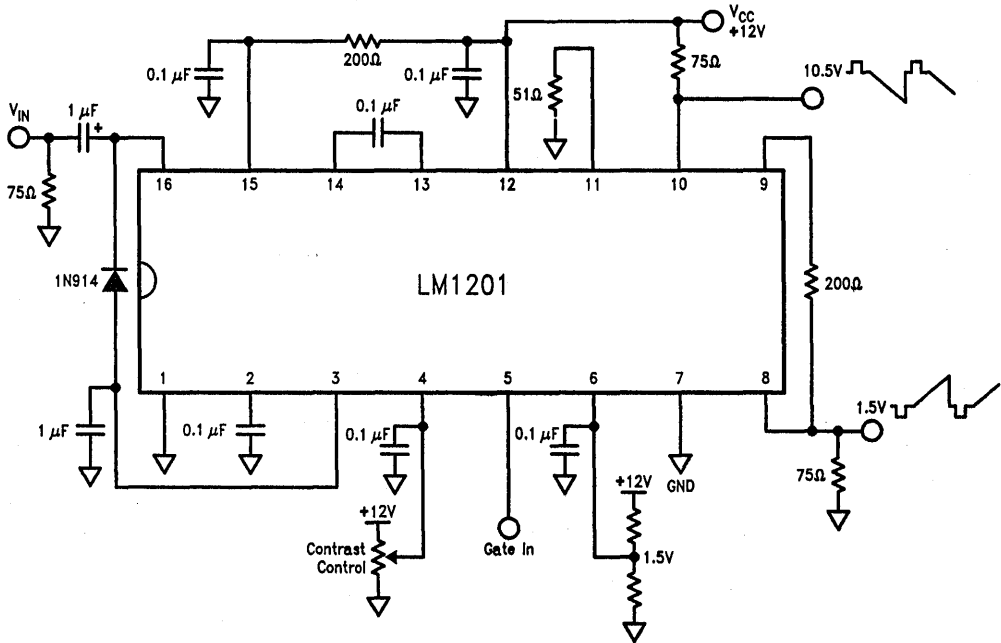 V_CC
+12V
200Ω
75Ω
0.1 μF
0.1 μF
10.5V
51Ω
0.1 μF
V_IN
1 μF
+
75Ω
16
15
14
13
12
11
10
9
1N914
LM1201
200Ω
1
2
3
4
5
6
7
8
1.5V
1 μF
0.1 μF
0.1 μF
0.1 μF
75Ω
GND
+12V
+12V
Contrast
Control
Gate In
1.5V